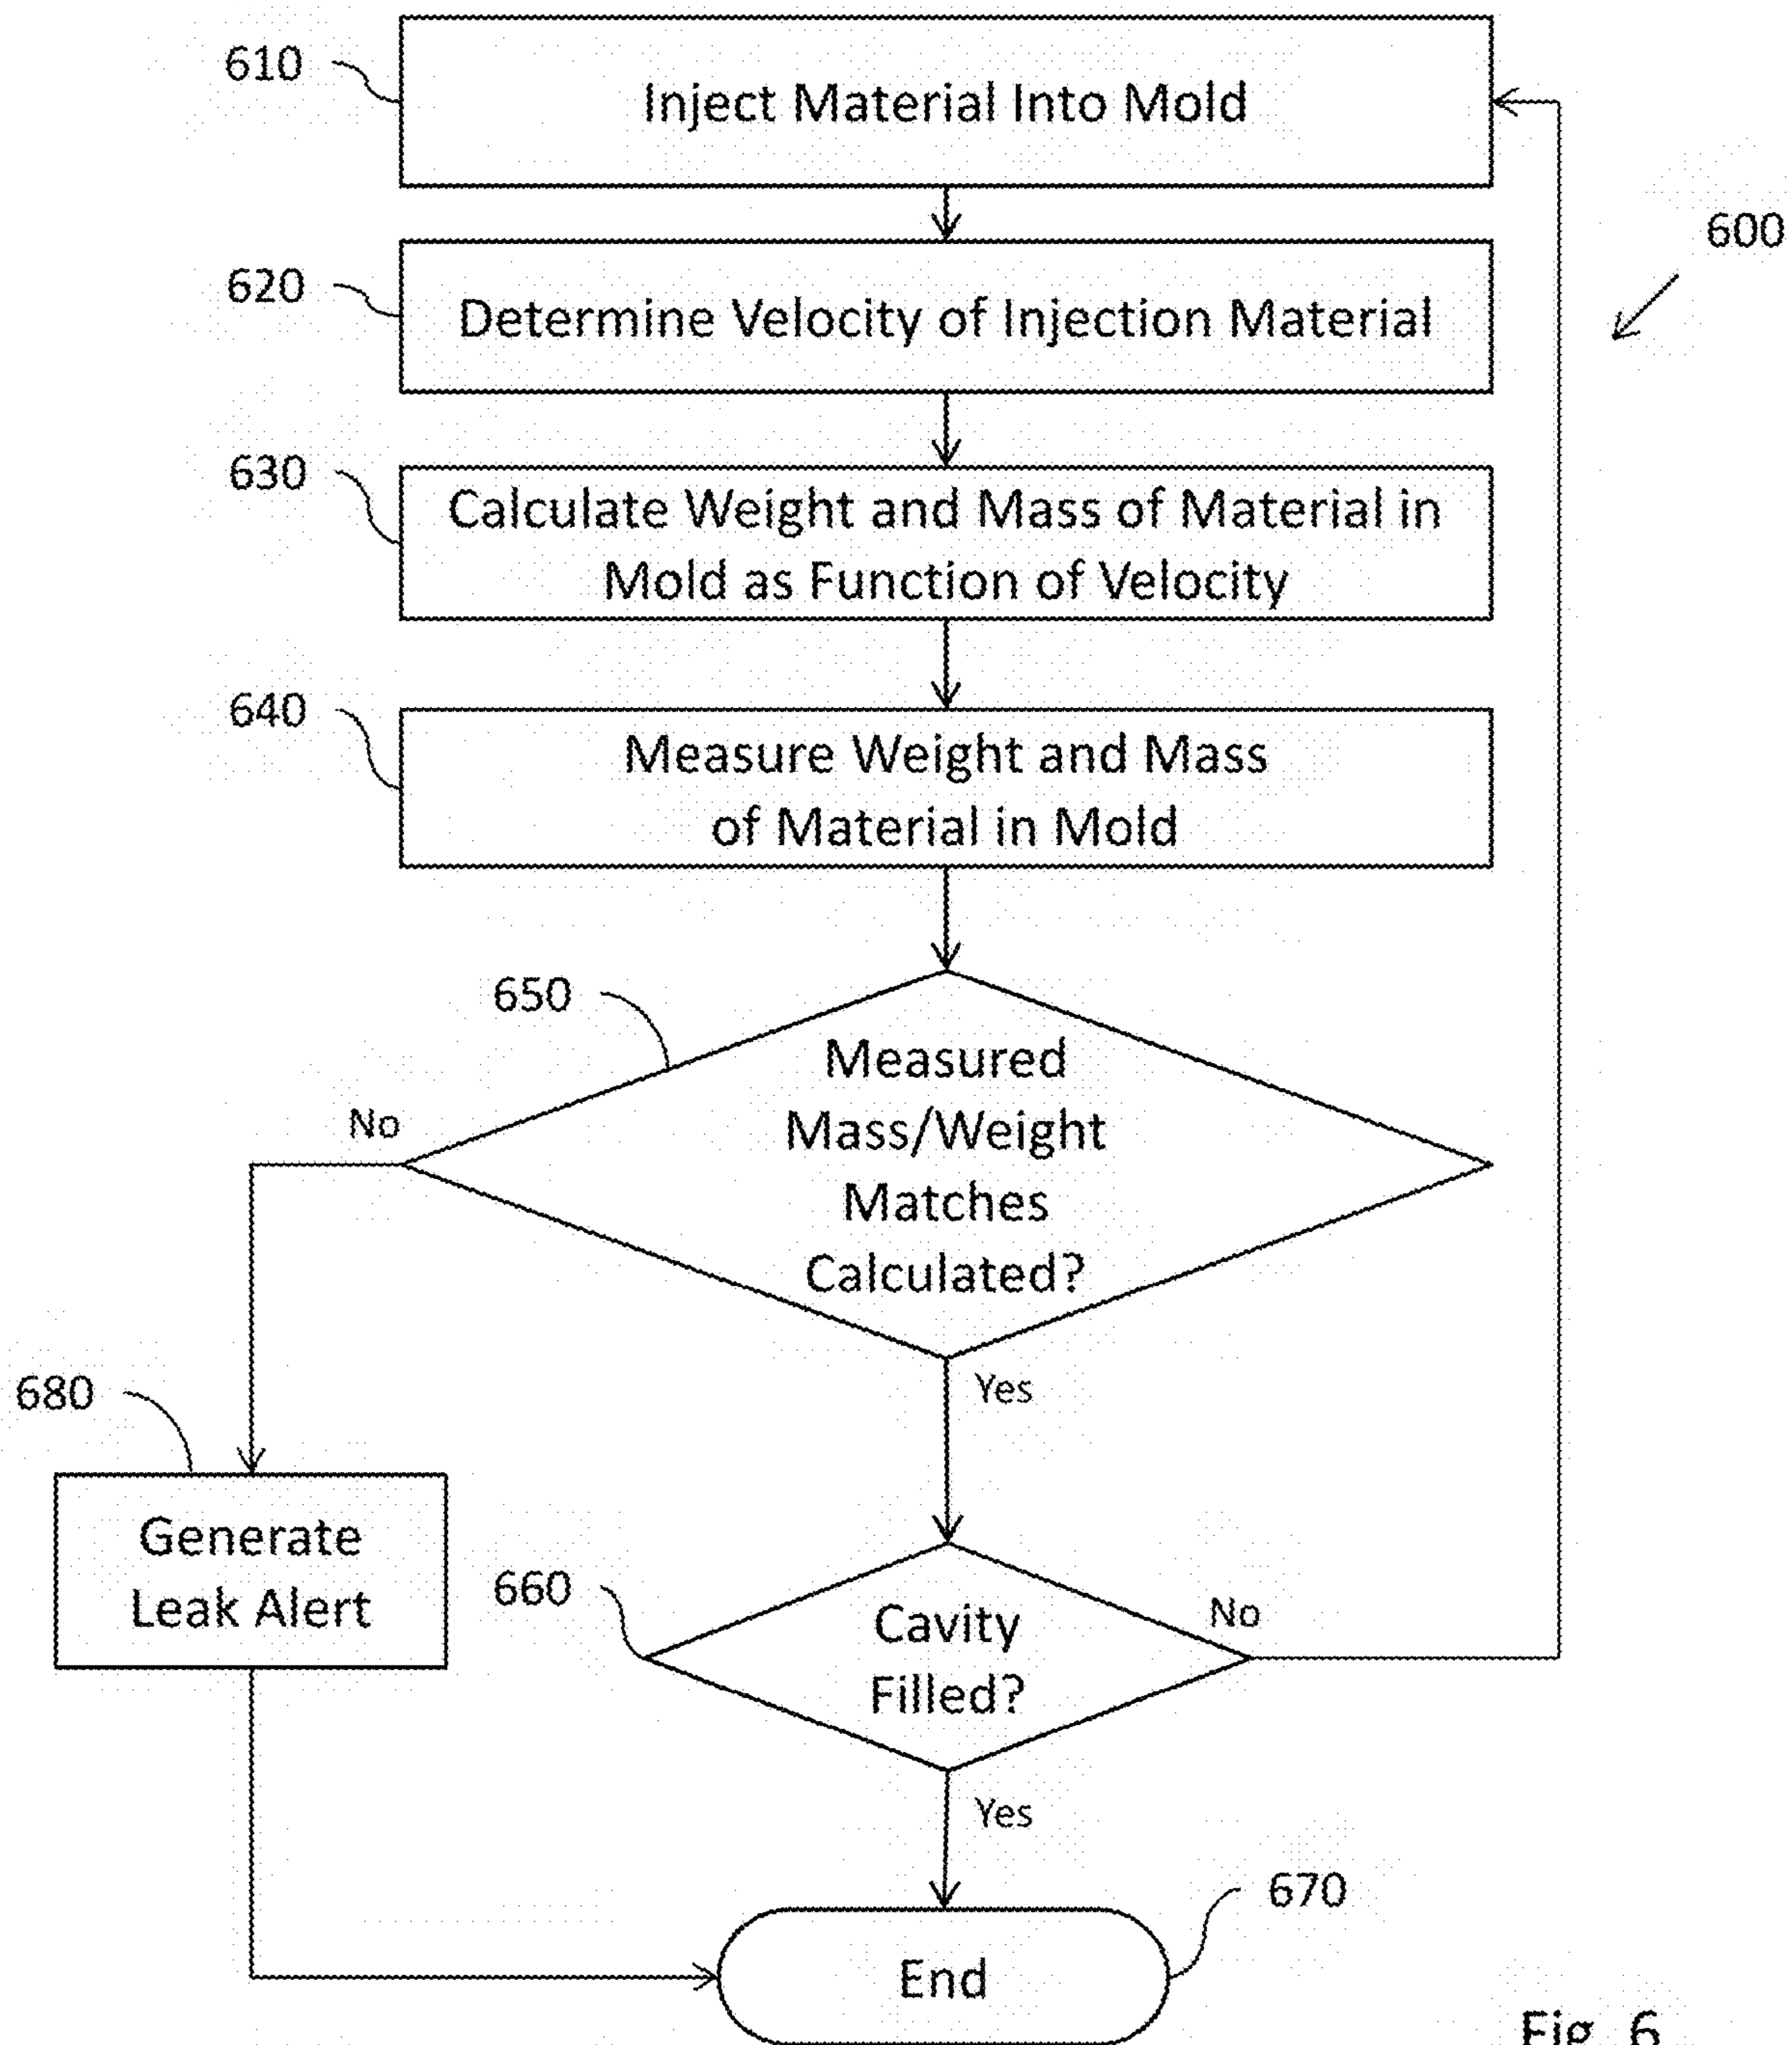 610
Inject Material Into Mold
600
620
Determine Velocity of Injection Material
630
Calculate Weight and Mass of Material in
Mold as Function of Velocity
640
Measure Weight and Mass
of Material in Mold
650
Measured
Mass/Weight
Matches
Calculated?
No
Yes
680
Generate
Leak Alert
660
Cavity
Filled?
No
Yes
670
End
Fig. 6